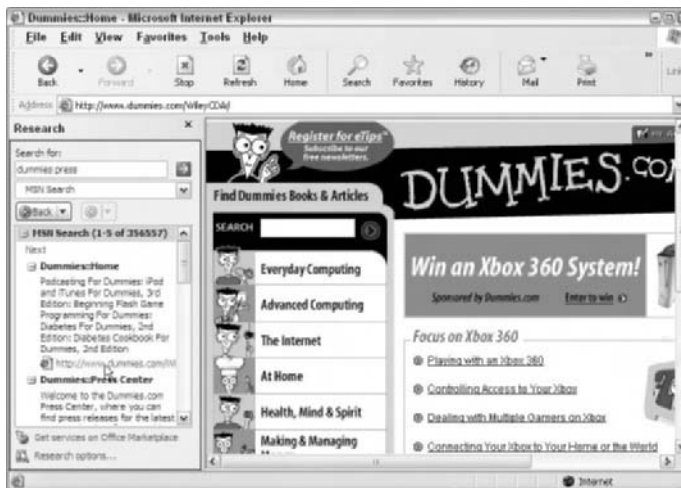 Dummies::Home - Microsoft Internet Explorer
File Edit View Favorites Tools Help
Back Forward Stop Refresh Home Search Favorites History Mail Print
Address http://www.dummies.com/WileyCDA/
Research
Search for:
dummies press
MSN Search
Back
MSN Search (1-5 of 356557)
Next
Dummies::Home
Podcasting For Dummies: iPod
and iTunes For Dummies, 3rd
Edition: Beginning Flash Game
Programming For Dummies:
Diabetes For Dummies, 2nd
Edition: Diabetes Cookbook For
Dummies, 2nd Edition
http://www.dummies.com/W
Dummies::Press Center
Welcome to the Dummies.com
Press Center, where you can
find press releases for the latest
Get services on Office Marketplace
Research options...
Register for eTips
Subscribe to our
free newsletters.
DUMMIES.CO
Find Dummies Books & Articles
SEARCH
Everyday Computing
Advanced Computing
The Internet
At Home
Health, Mind & Spirit
Making & Managing
Win an Xbox 360 System!
Sponsored by Dummies.com Enter to win
Focus on Xbox 360
Playing with an Xbox 360
Controlling Access to Your Xbox
Dealing with Multiple Gamers on Xbox
Connecting Your Xbox to Your Home or the World
Internet